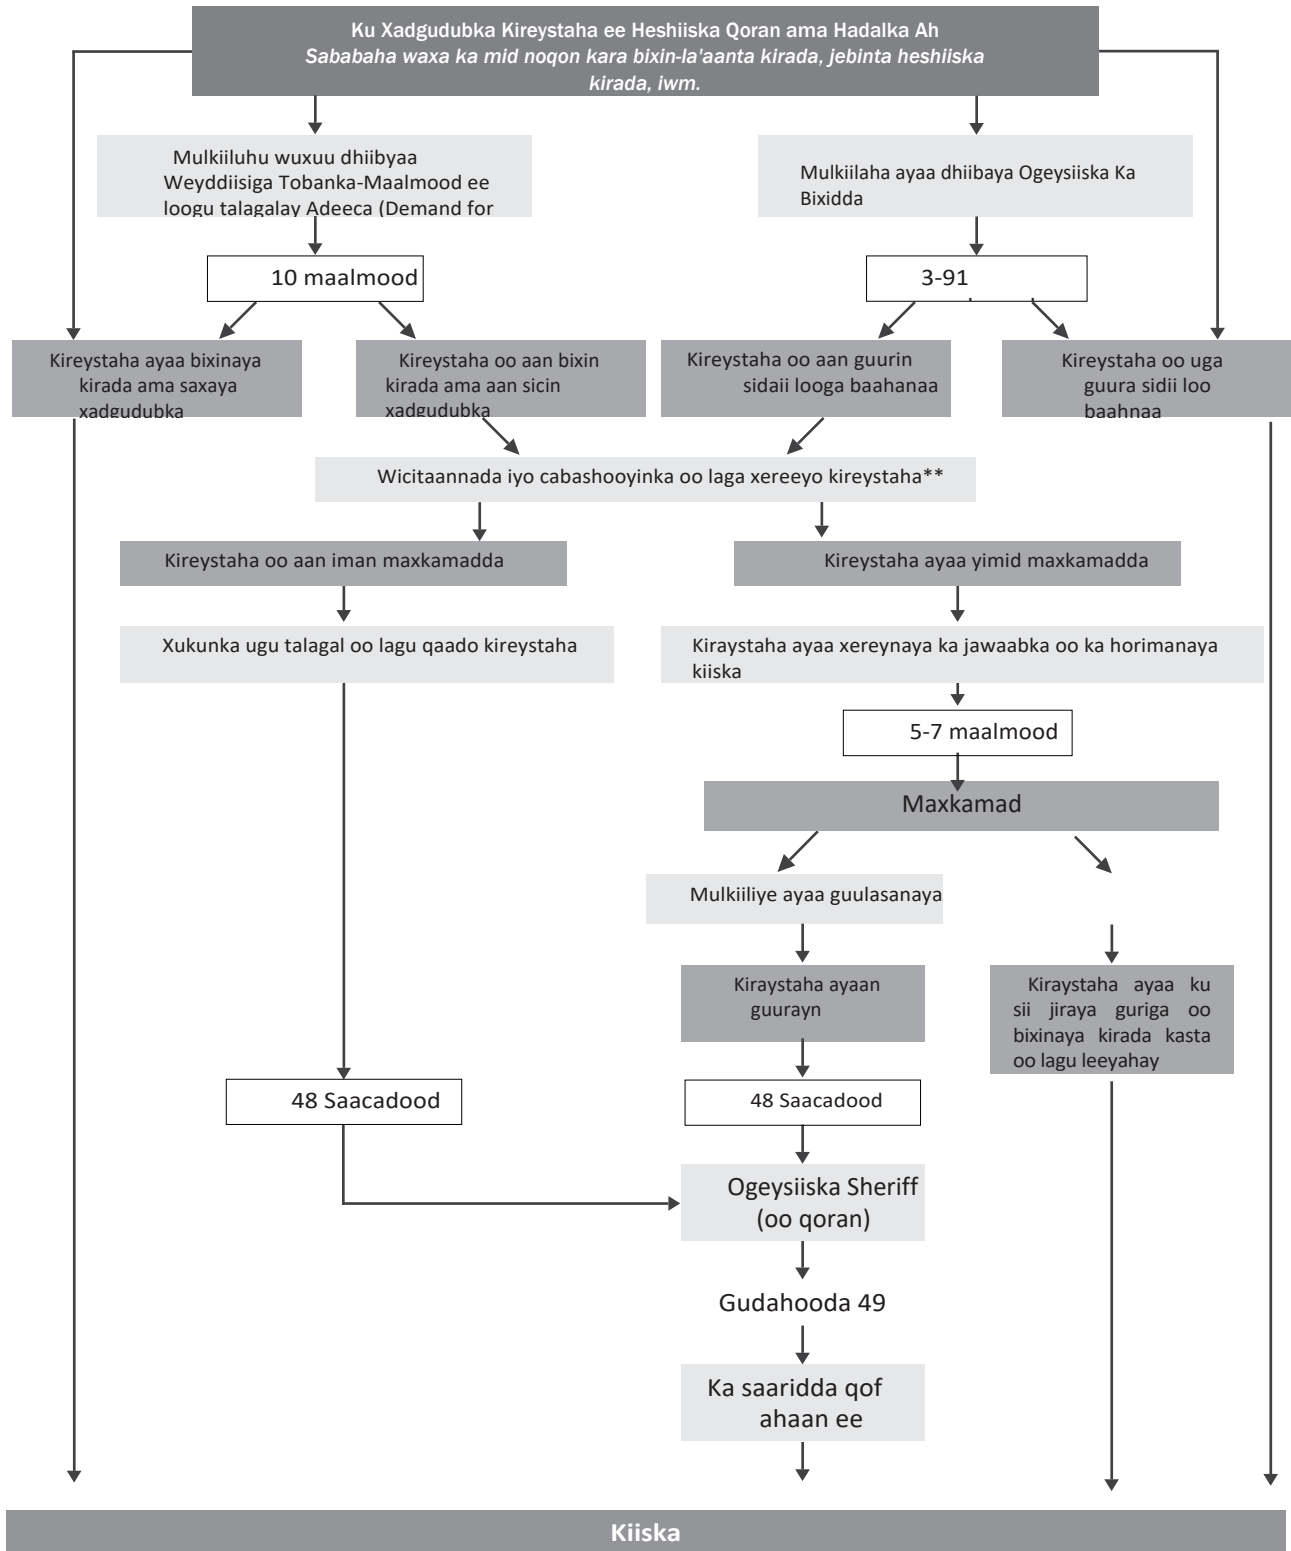 Ku Xadgudubka Kireystaha ee Heshiiska Qoran ama Hadalka Ah
Sababaha waxa ka mid noqon kara bixin-la'aanta kirada, jebinta heshiiska
kirada, iwm.
Mulkiiluhu wuxuu dhiibyaa
Weyddiisiga Tobanka-Maalmood ee
loogu talagalay Adeeca (Demand for
Mulkiilaha ayaa dhiibaya Ogeysiiska Ka
Bixidda
10 maalmood
3-91
Kireystaha ayaa bixinaya
kirada ama saxaya
xadgudubka
Kireystaha oo aan bixin
kirada ama aan sicin
xadgudubka
Kireystaha oo aan guurin
sidaii looga baahanaa
Kireystaha oo uga
guura sidii loo
baahnaa
Wicitaannada iyo cabashooyinka oo laga xereeyo kireystaha**
Kireystaha oo aan iman maxkamadda
Kireystaha ayaa yimid maxkamadda
Xukunka ugu talagal oo lagu qaado kireystaha
Kiraystaha ayaa xereynaya ka jawaabka oo ka horimanaya
kiiska
5-7 maalmood
Maxkamad
Mulkiiliye ayaa guulasanaya
Kiraystaha ayaan
guurayn
Kiraystaha ayaa ku
sii jiraya guriga oo
bixinaya kirada kasta
oo lagu leeyahay
48 Saacadood
48 Saacadood
Ogeysiiska Sheriff
(oo qoran)
Gudahooda 49
Ka saaridda qof
ahaan ee
Kiiska